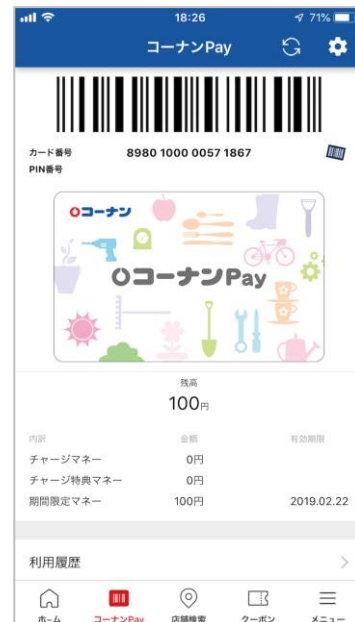 18:26
71%
コーナンPay
カード番号 8980 1000 0057 1867
PIN番号
コーナン
コーナンPay
残高
100円
内訳 金額 有効期限
チャージマネー 0円
チャージ特典マネー 0円
期間限定マネー 100円 2019.02.22
利用履歴
ホーム コーナンPay 店舗検索 クーポン メニュー